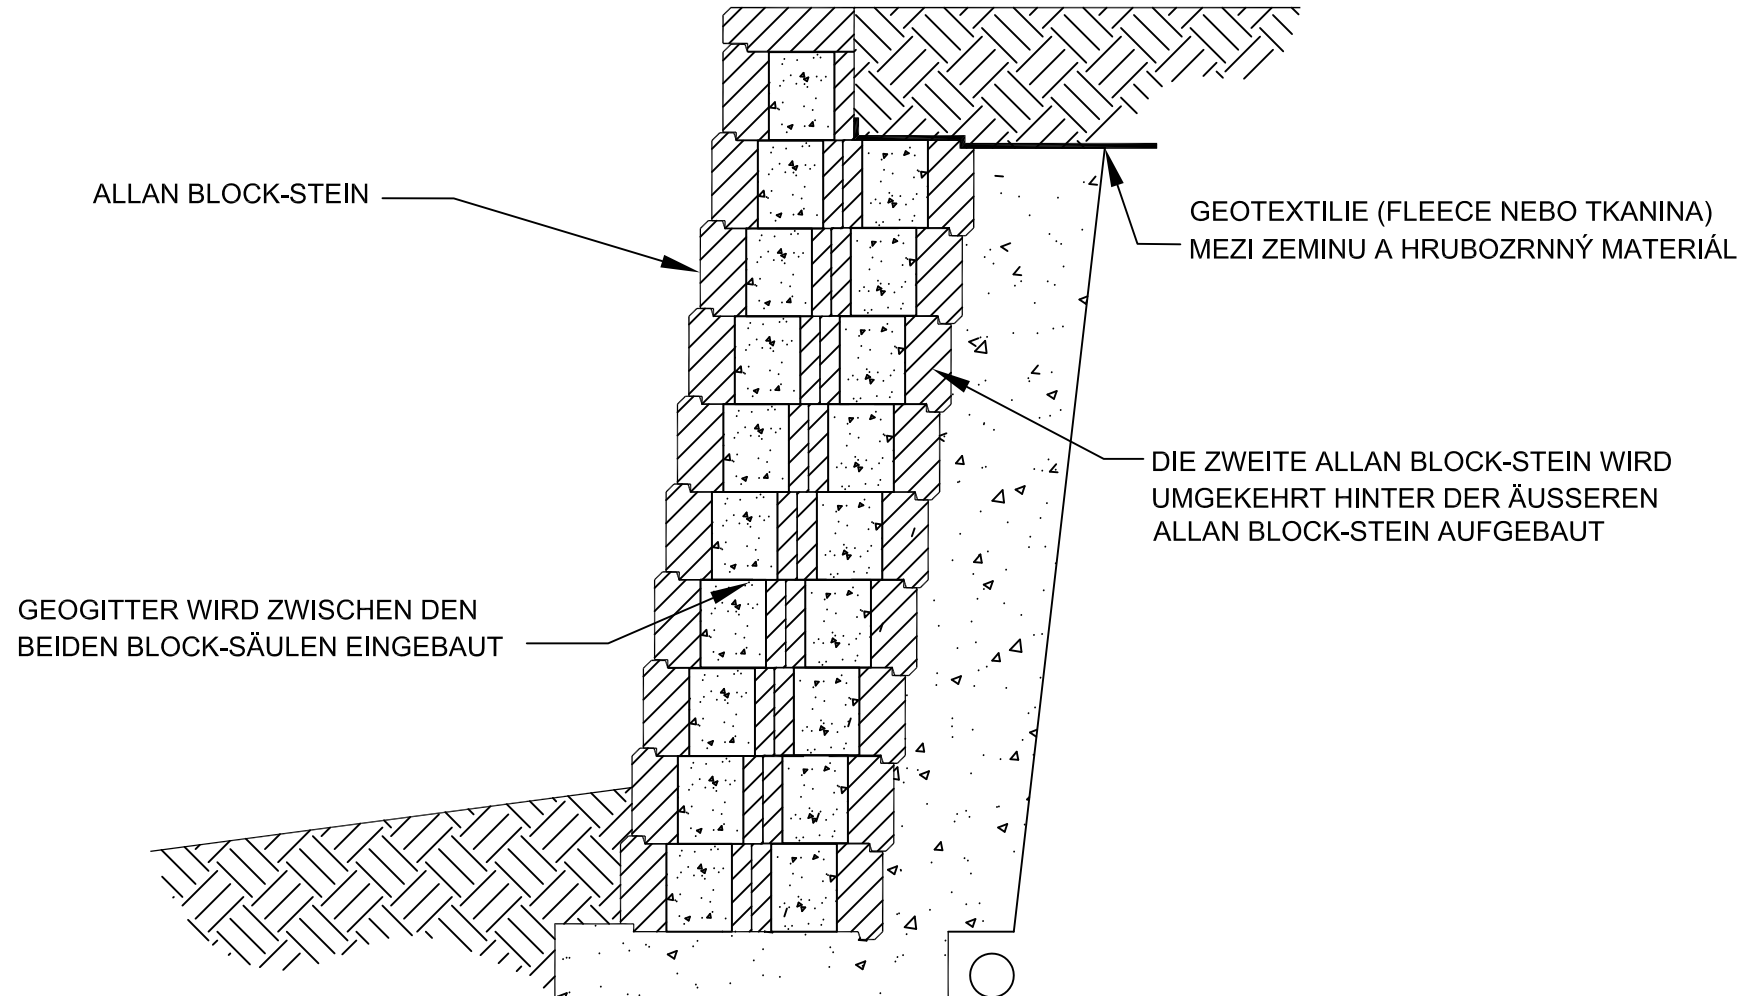 ALLAN BLOCK-STEIN
GEOTEXTILIE (FLEECE NEBO TKANINA)
MEZI ZEMINU A HRUBOZRNNÝ MATERIÁL
DIE ZWEITE ALLAN BLOCK-STEIN WIRD
UMGEKEHRT HINTER DER ÄUSSEREN
ALLAN BLOCK-STEIN AUFGEBAUT
GEOGITTER WIRD ZWISCHEN DEN
BEIDEN BLOCK-SÄULEN EINGEBAUT